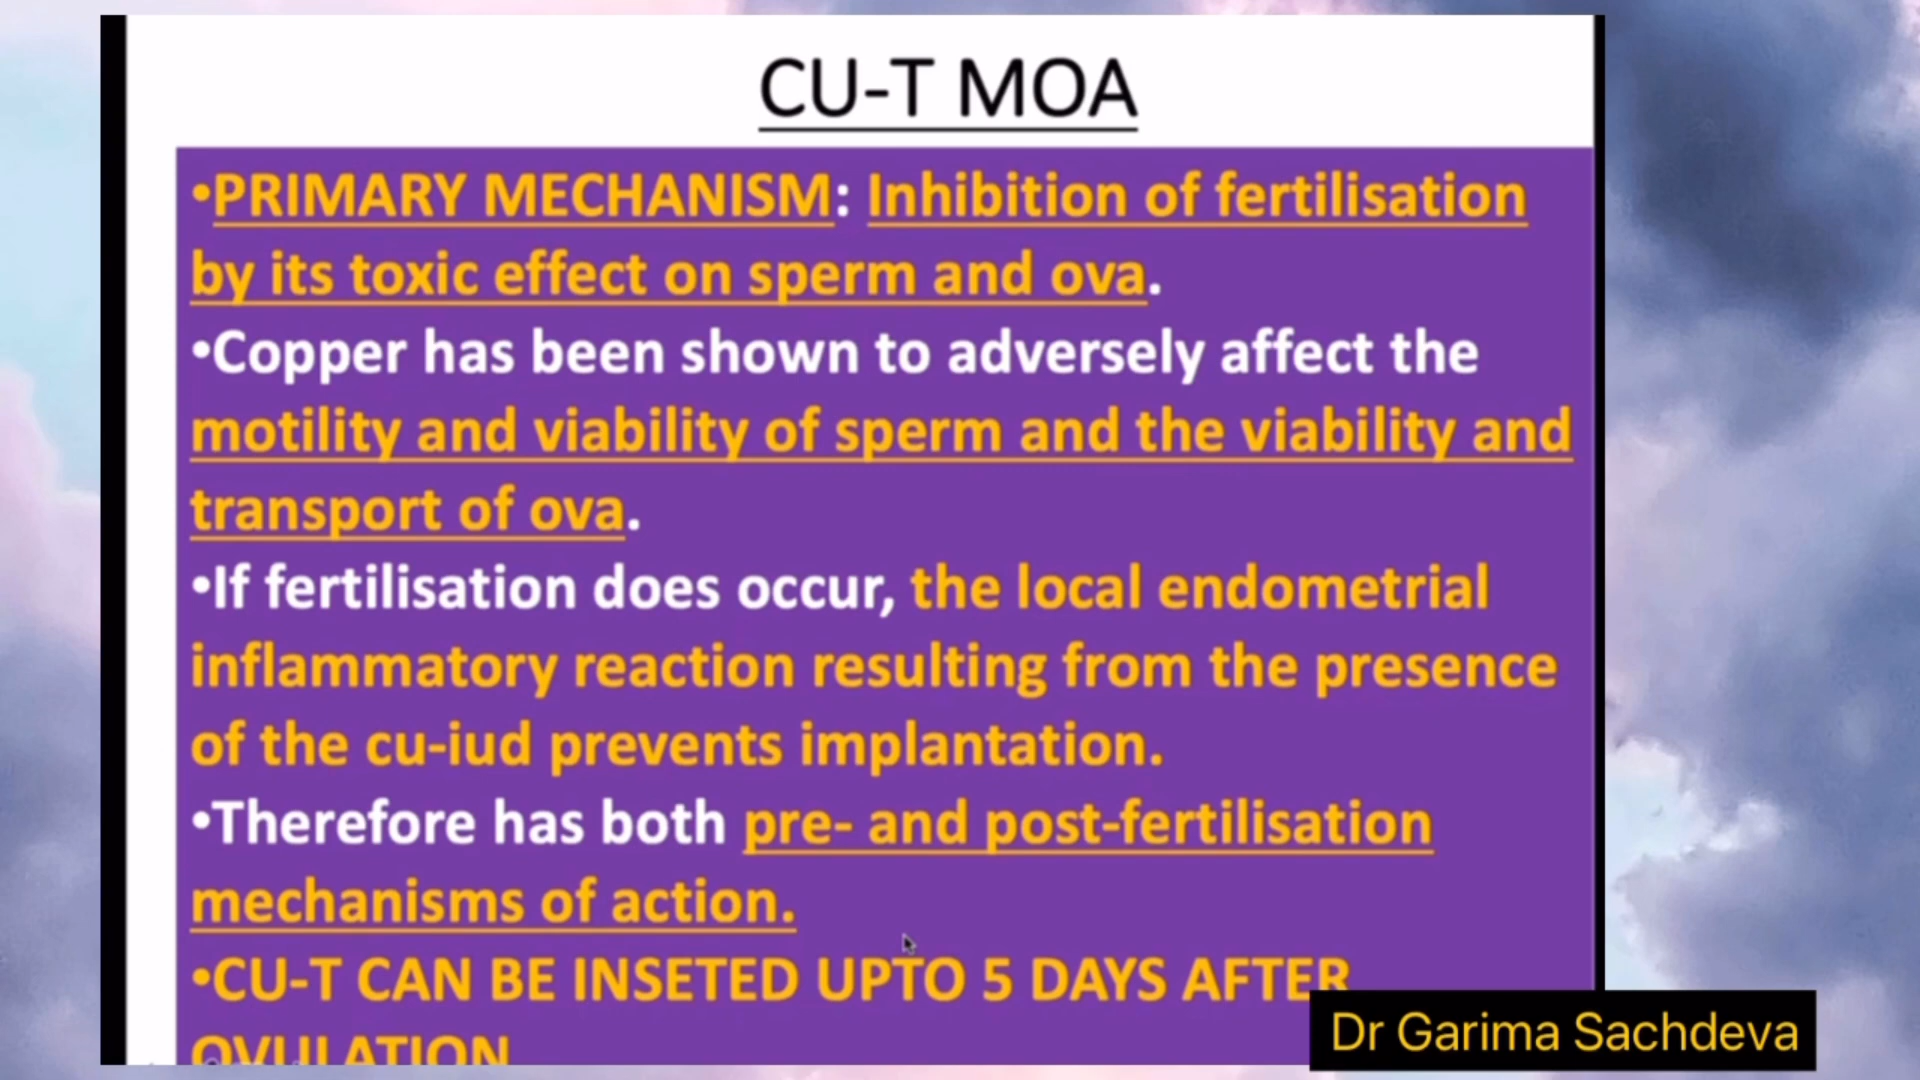 CU-T MOA
•PRIMARY MECHANISM: Inhibition of fertilisation
by its toxic effect on sperm and ova.
•Copper has been shown to adversely affect the
motility and viability of sperm and the viability and
transport of ova.
•If fertilisation does occur, the local endometrial
inflammatory reaction resulting from the presence
of the cu-iud prevents implantation.
•Therefore has both pre- and post-fertilisation
mechanisms of action.
•CU-T CAN BE INSETED UPTO 5 DAYS AFTER
OVULATION
Dr Garima Sachdeva